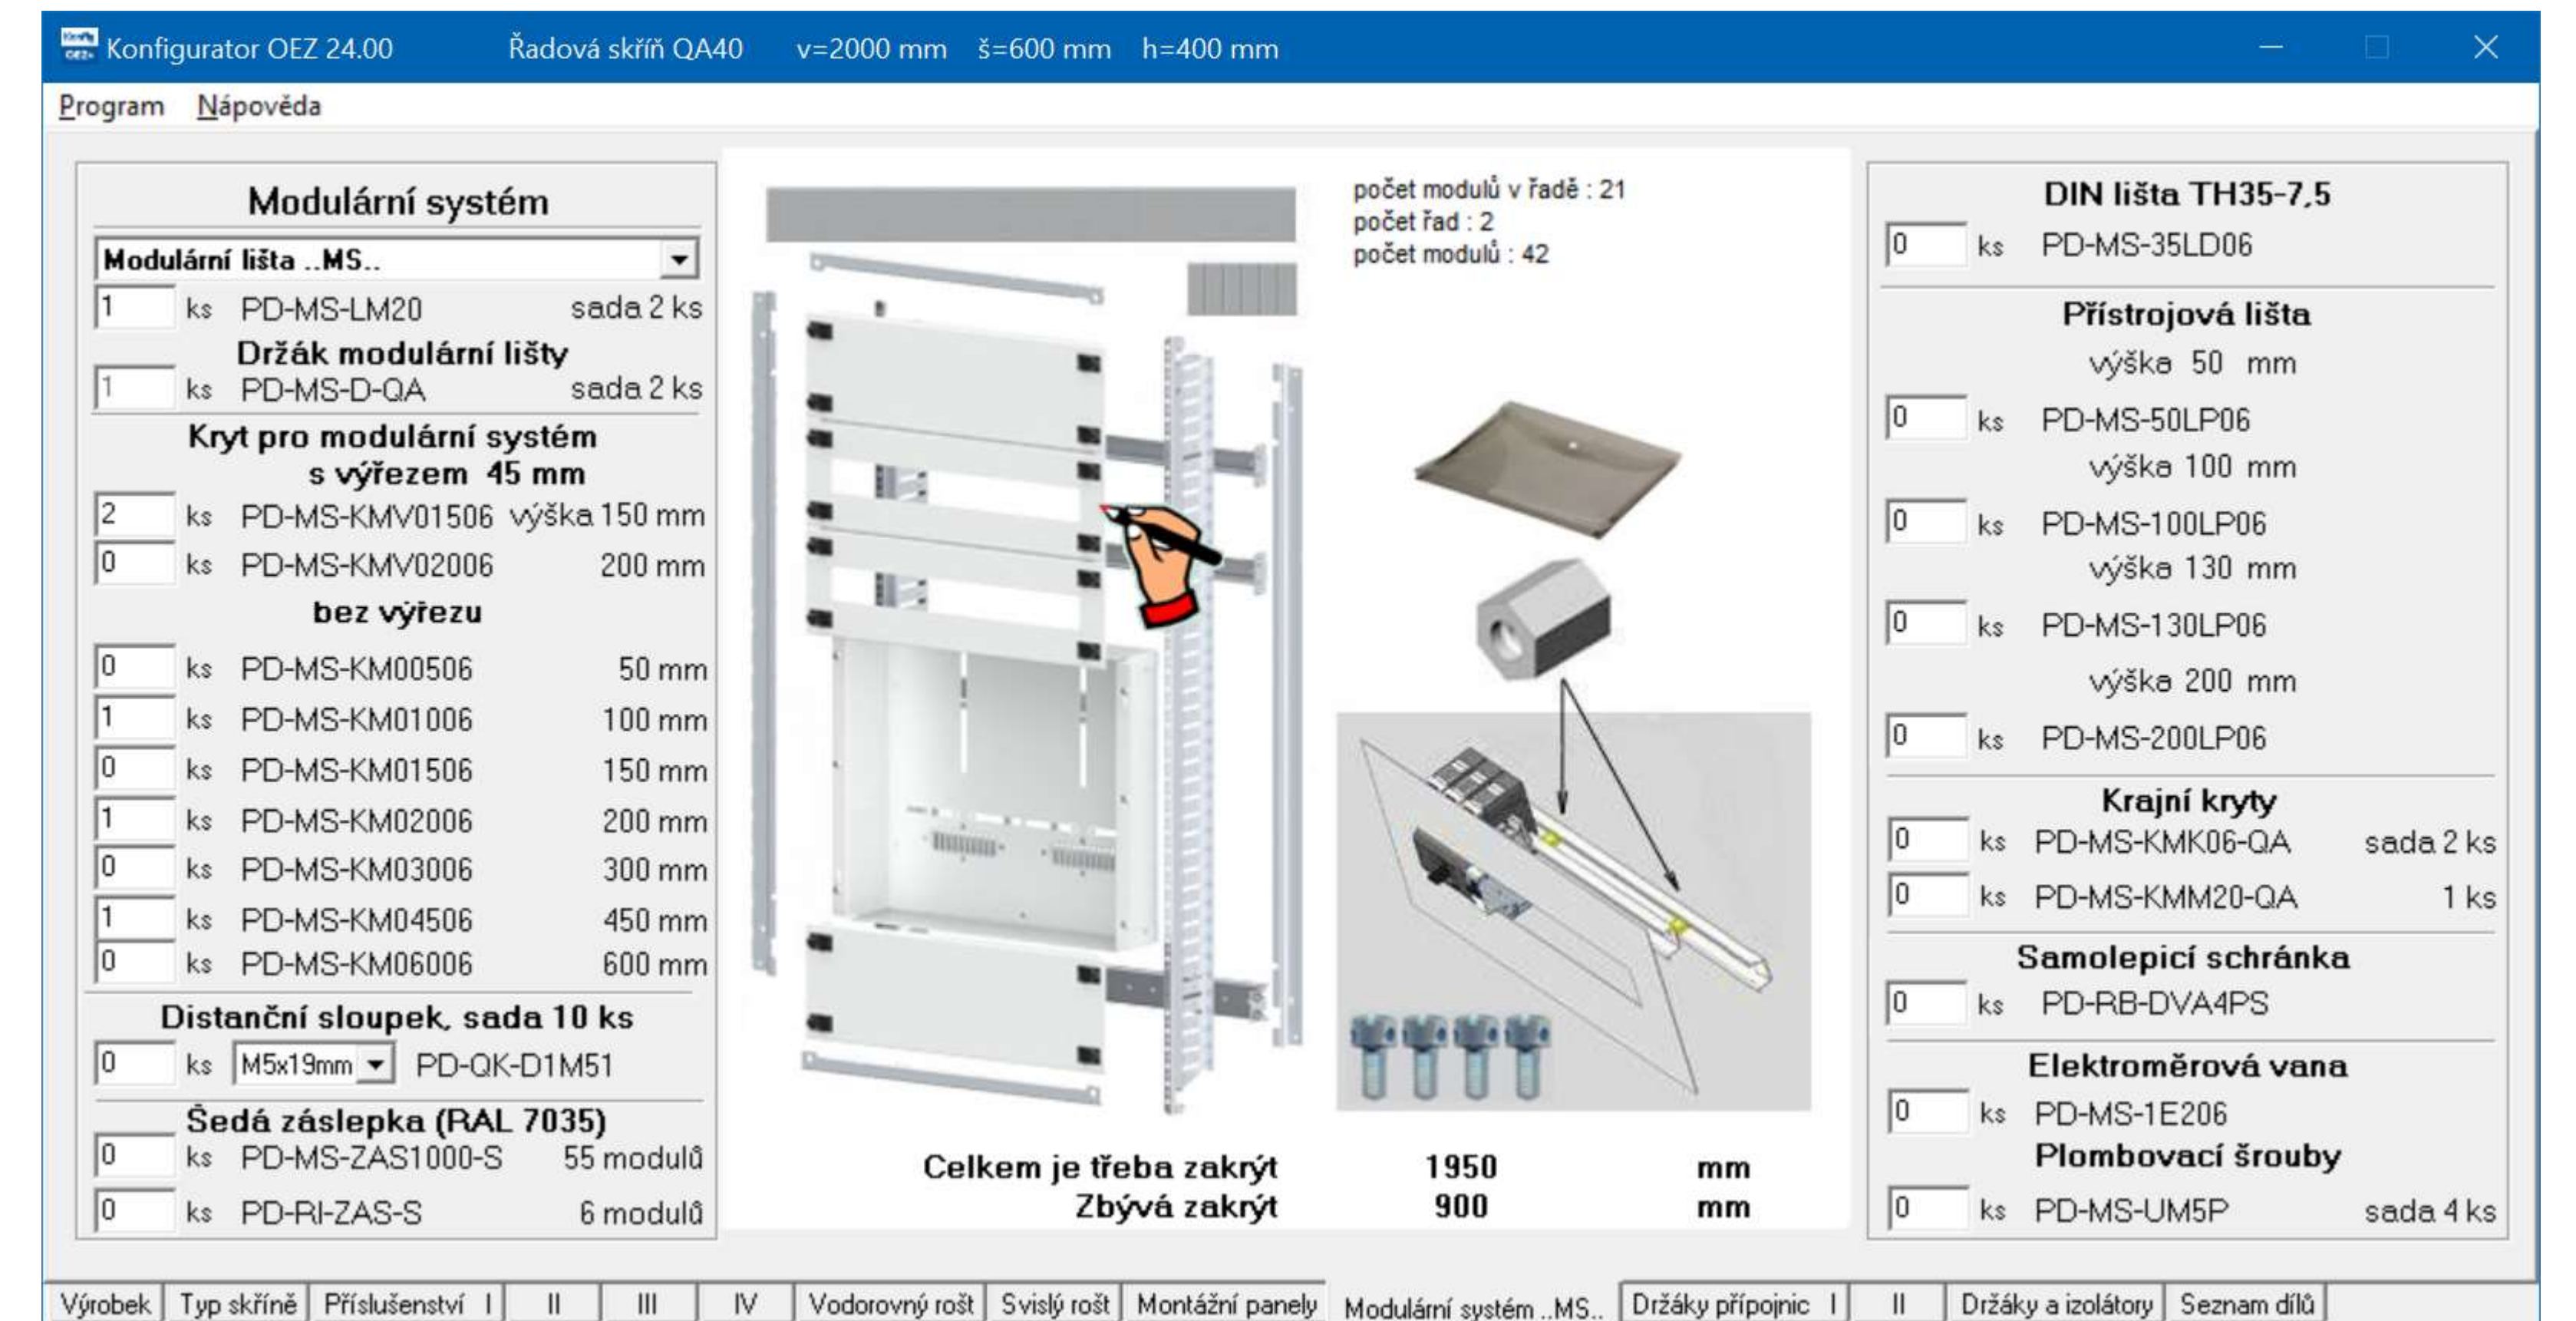 Konfigurator OEZ 24.00 Řadová skříň QA40 v=2000 mm š=600 mm h=400 mm
Program Nápověda
Modulární systém
Modulární lišta ..MS..
1 ks PD-MS-LM20 sada 2 ks
Držák modulární lišty
1 ks PD-MS-D-QA sada 2 ks
Kryt pro modulární systém
s výřezem 45 mm
2 ks PD-MS-KMV01506 výška 150 mm
0 ks PD-MS-KMV02006 200 mm
bez výřezu
0 ks PD-MS-KM00506 50 mm
1 ks PD-MS-KM01006 100 mm
0 ks PD-MS-KM01506 150 mm
1 ks PD-MS-KM02006 200 mm
0 ks PD-MS-KM03006 300 mm
1 ks PD-MS-KM04506 450 mm
0 ks PD-MS-KM06006 600 mm
Distanční sloupek, sada 10 ks
0 ks M5x19mm PD-QK-D1M51
Šedá záslepka (RAL 7035)
0 ks PD-MS-ZAS1000-S 55 modulů
0 ks PD-RI-ZAS-S 6 modulů
počet modulů v řadě : 21
počet řad : 2
počet modulů : 42
Celkem je třeba zakrýt 1950 mm
Zbývá zakrýt 900 mm
DIN lišta TH35-7,5
0 ks PD-MS-35LD06
Přístrojová lišta
výška 50 mm
0 ks PD-MS-50LP06
výška 100 mm
0 ks PD-MS-100LP06
výška 130 mm
0 ks PD-MS-130LP06
výška 200 mm
0 ks PD-MS-200LP06
Krajní kryty
0 ks PD-MS-KMK06-QA sada 2 ks
0 ks PD-MS-KMM20-QA 1 ks
Samolepicí schránka
0 ks PD-RB-DVA4PS
Elektroměrová vana
0 ks PD-MS-1E206
Plombovací šrouby
0 ks PD-MS-UM5P sada 4 ks
Výrobek Typ skříně Příslušenství I II III IV Vodorovný rošt Svislý rošt Montážní panely Modulární systém ..MS.. Držáky přípojnic I II Držáky a izolátory Seznam dílů